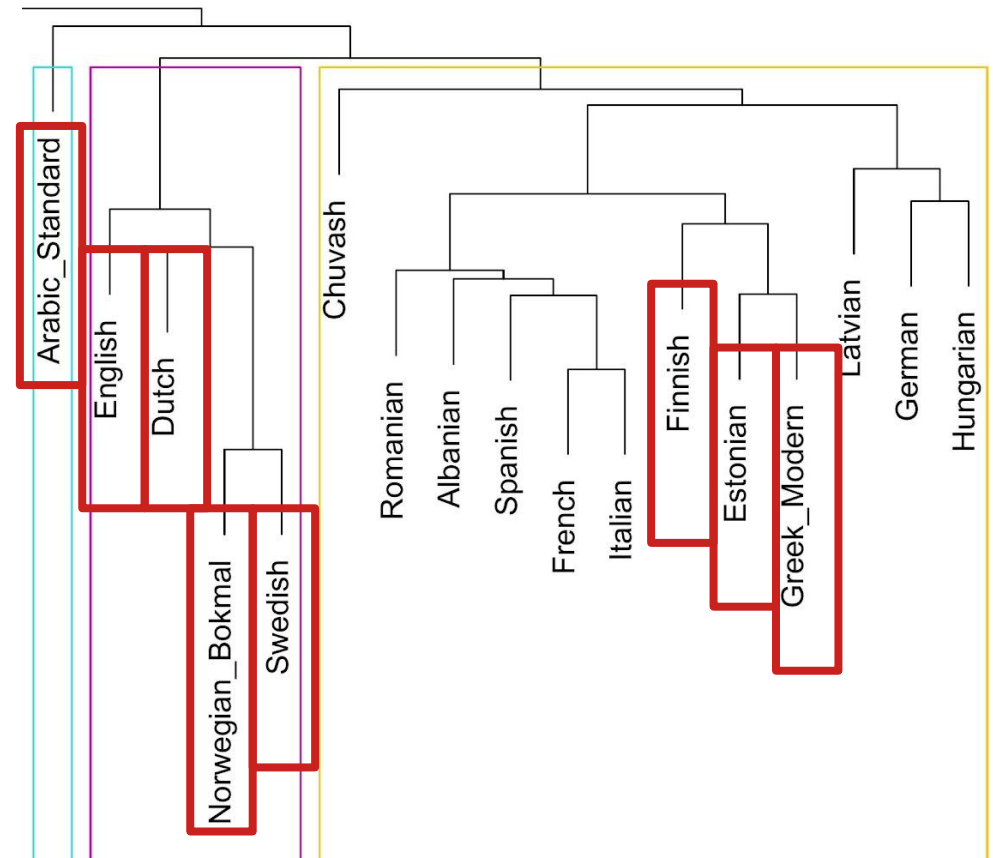 Arabic_Standard
English
Dutch
Norwegian_Bokmal
Swedish
Chuvash
Romanian
Albanian
Spanish
French
Italian
Finnish
Estonian
Greek_Modern
Latvian
German
Hungarian